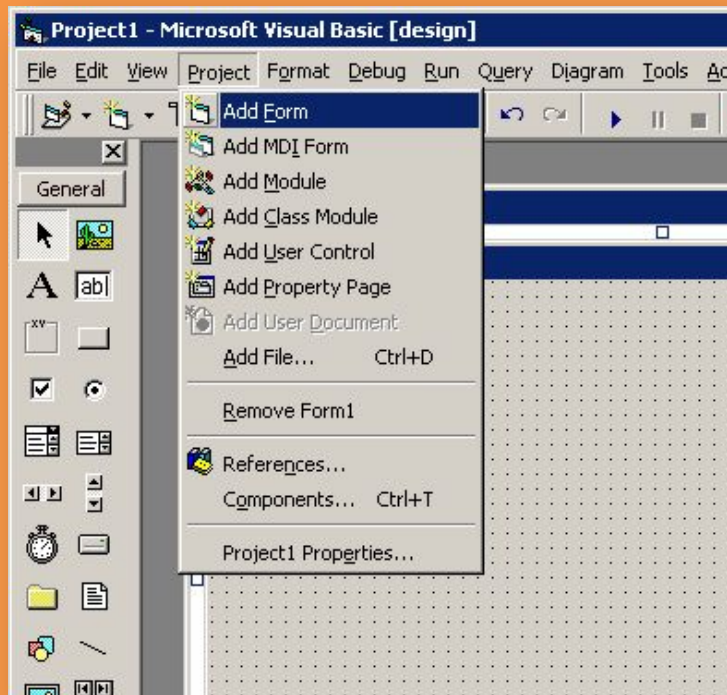 Project1 - Microsoft Visual Basic [design]
File Edit View Project Format Debug Run Query Diagram Tools
Add Form
Add MDI Form
Add Module
General
Add Class Module
Add User Control
A ab| Add Property Page
xy Add User Document
Add File... Ctrl+D
Remove Form1
References...
Components... Ctrl+T
Project1 Properties...